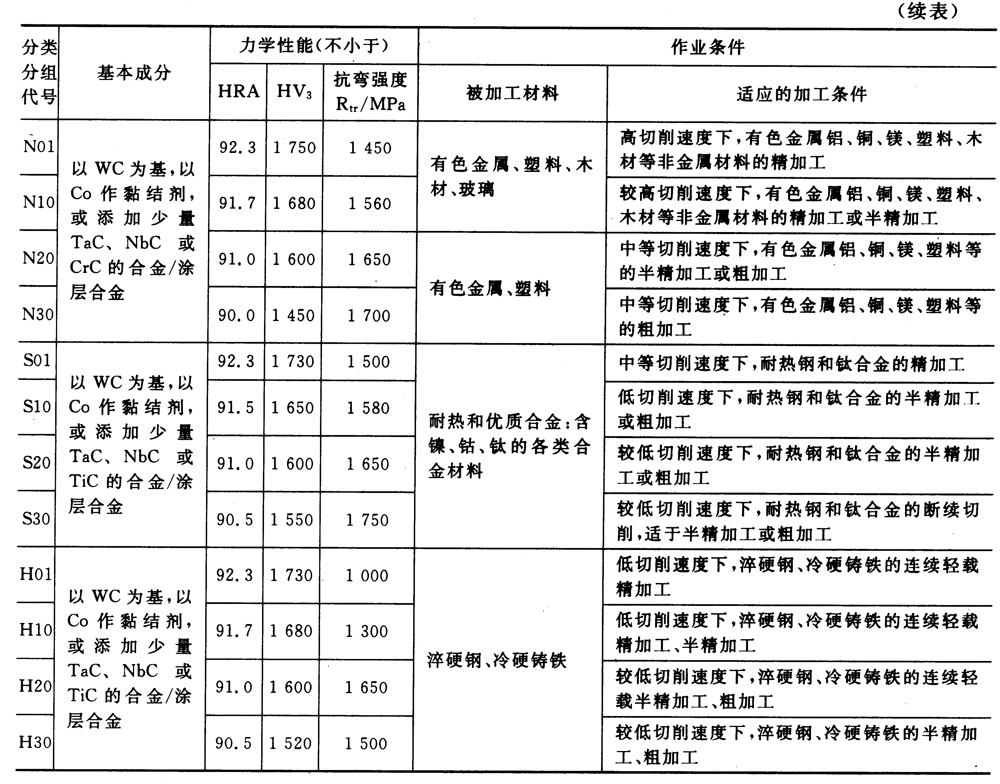 （续表）
分类
分组
代号
基本成分
力学性能（不小于）
作业条件
HRA
HV₃
抗弯强度
Rtr/MPa
被加工材料
适应的加工条件
N01
以 WC 为基，以
Co 作黏结剂，
或添加少量
TaC、NbC 或
CrC 的合金/涂
层合金
92.3
1 750
1 450
有色金属、塑料、木
材、玻璃
高切削速度下，有色金属铝、铜、镁、塑料、木
材等非金属材料的精加工
N10
91.7
1 680
1 560
较高切削速度下，有色金属铝、铜、镁、塑料、
木材等非金属材料的精加工或半精加工
N20
91.0
1 600
1 650
有色金属、塑料
中等切削速度下，有色金属铝、铜、镁、塑料等
的半精加工或粗加工
N30
90.0
1 450
1 700
中等切削速度下，有色金属铝、铜、镁、塑料等
的粗加工
S01
以 WC 为基，以
Co 作黏结剂，
或添加少量
TaC、NbC 或
TiC 的合金/涂
层合金
92.3
1 730
1 500
耐热和优质合金：含
镍、钴、钛的各类合
金材料
中等切削速度下，耐热钢和钛合金的精加工
S10
91.5
1 650
1 580
低切削速度下，耐热钢和钛合金的半精加工
或粗加工
S20
91.0
1 600
1 650
较低切削速度下，耐热钢和钛合金的半精加
工或粗加工
S30
90.5
1 550
1 750
较低切削速度下，耐热钢和钛合金的断续切
削，适于半精加工或粗加工
H01
以 WC 为基，以
Co 作黏结剂，
或添加少量
TaC、NbC 或
TiC 的合金/涂
层合金
92.3
1 730
1 000
淬硬钢、冷硬铸铁
低切削速度下，淬硬钢、冷硬铸铁的连续轻载
精加工
H10
91.7
1 680
1 300
低切削速度下，淬硬钢、冷硬铸铁的连续轻载
精加工、半精加工
H20
91.0
1 600
1 650
较低切削速度下，淬硬钢、冷硬铸铁的连续轻
载半精加工、粗加工
H30
90.5
1 520
1 500
较低切削速度下，淬硬钢、冷硬铸铁的半精加
工、粗加工